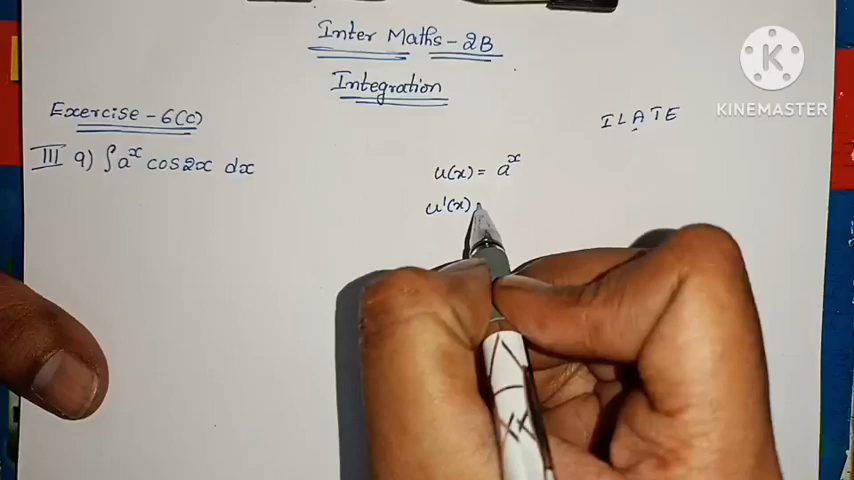 Inter Maths - 2B
Integration
Exercise - 6(c)
ILATE
III 9) ∫a^x cos2x dx
u(x) = a^x
u'(x)
K
KINEMASTER